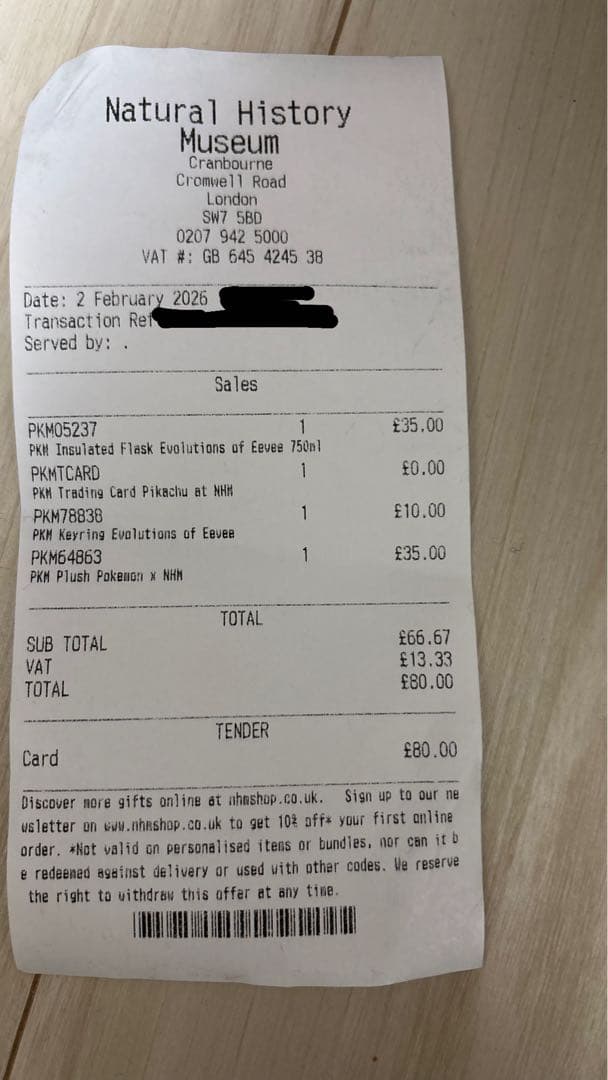 Natural History
Museum
Cranbourne
Cromwell Road
London
SW7 5BD
0207 942 5000
VAT #: GB 645 4245 38
Date: 2 February 2026
Transaction Ref
Served by: .
Sales
PKM05237 1 £35.00
PKM Insulated Flask Evolutions of Eevee 750ml
PKMTCARD 1 £0.00
PKM Trading Card Pikachu at NHM
PKM78838 1 £10.00
PKM Keyring Evolutions of Eevee
PKM64863 1 £35.00
PKM Plush Pokemon x NHM
TOTAL
SUB TOTAL £66.67
VAT £13.33
TOTAL £80.00
TENDER
Card £80.00
Discover more gifts online at nhmshop.co.uk. Sign up to our ne
wsletter on www.nhmshop.co.uk to get 10% off* your first online
order. *Not valid on personalised items or bundles, nor can it b
e redeemed against delivery or used with other codes. We reserve
the right to withdraw this offer at any time.